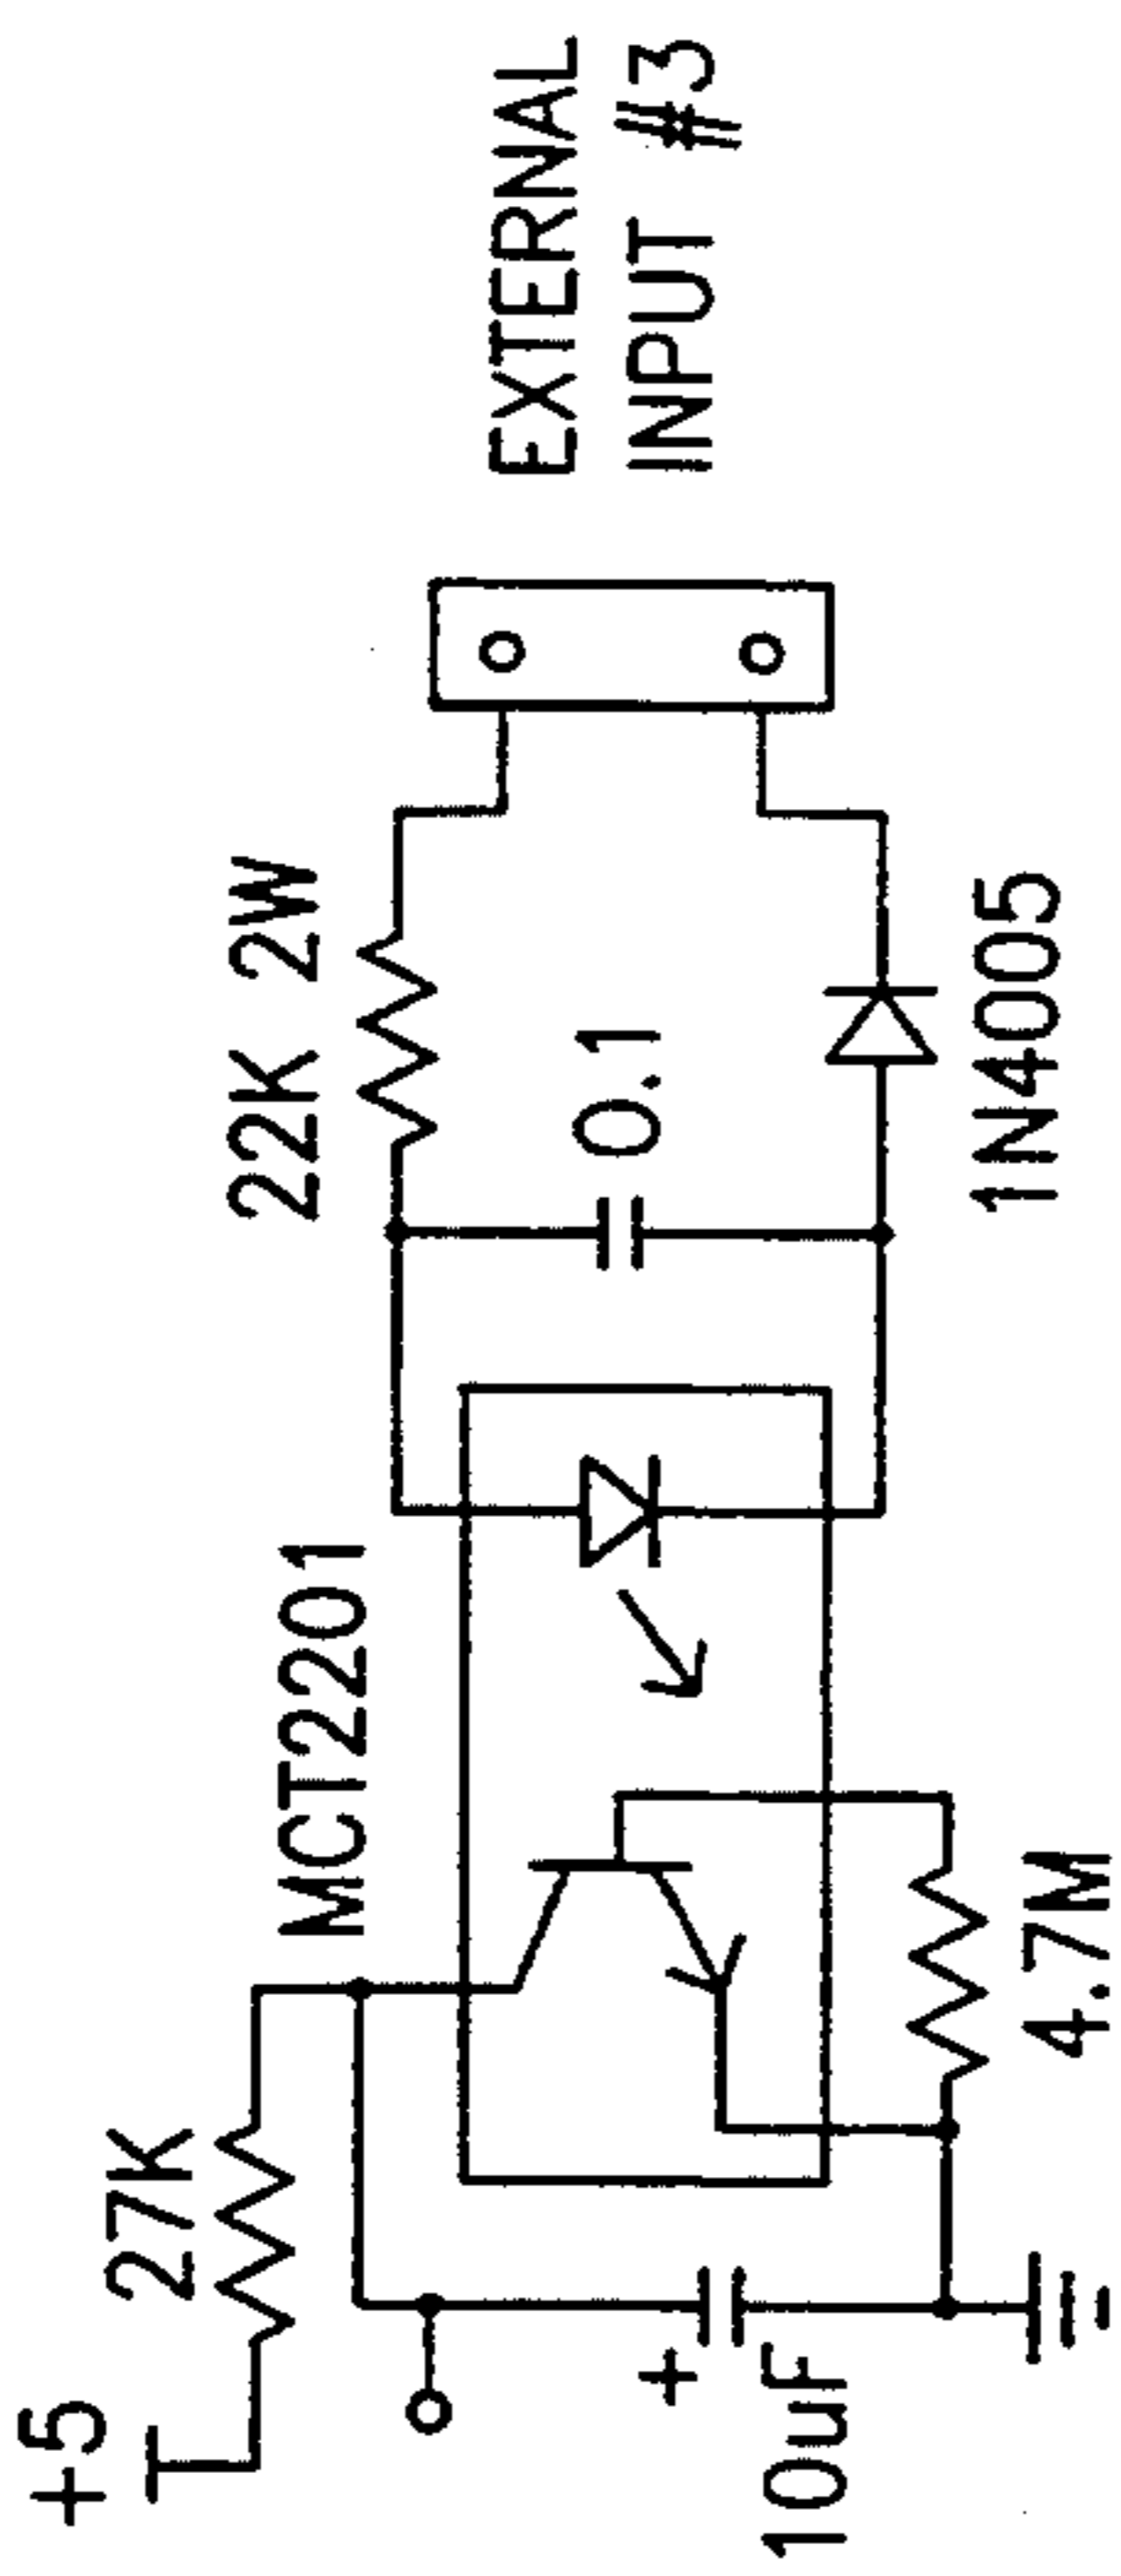 +5
27K
MCT2201
22K 2W
EXTERNAL
INPUT #3
0.1
+
10uF
4.7M
1N4005